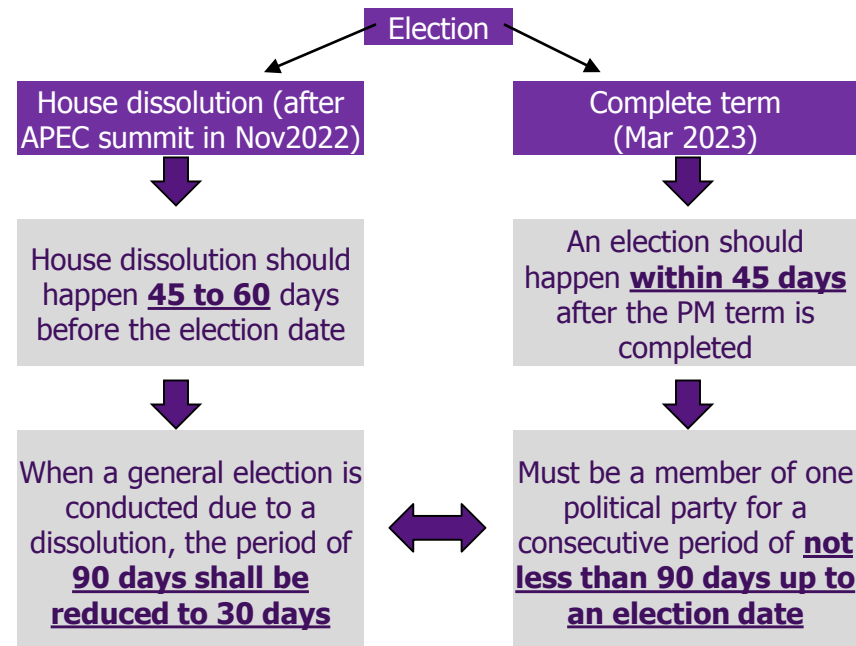 Election
House dissolution (after
APEC summit in Nov2022)
Complete term
(Mar 2023)
House dissolution should
happen 45 to 60 days
before the election date
An election should
happen within 45 days
after the PM term is
completed
When a general election is
conducted due to a
dissolution, the period of
90 days shall be
reduced to 30 days
Must be a member of one
political party for a
consecutive period of not
less than 90 days up to
an election date